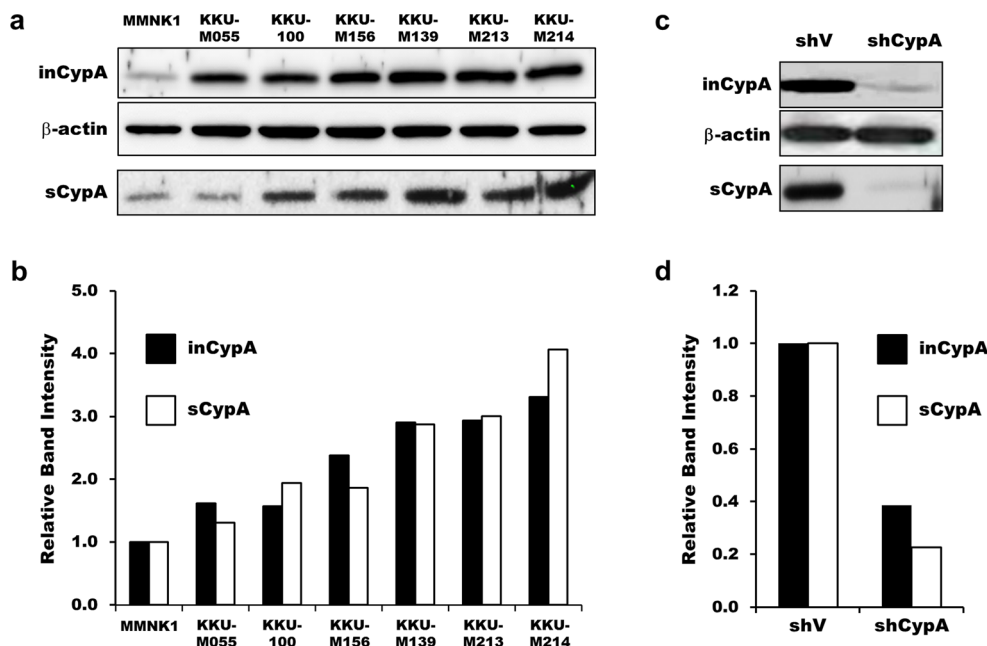 a
MMNK1 KKU-M055 KKU-100 KKU-M156 KKU-M139 KKU-M213 KKU-M214
inCypA
β-actin
sCypA
b
Relative Band Intensity
5.0
4.0
3.0
2.0
1.0
0.0
inCypA
sCypA
MMNK1 KKU-M055 KKU-100 KKU-M156 KKU-M139 KKU-M213 KKU-M214
c
shV shCypA
inCypA
β-actin
sCypA
d
Relative Band Intensity
1.2
1.0
0.8
0.6
0.4
0.2
0.0
inCypA
sCypA
shV shCypA